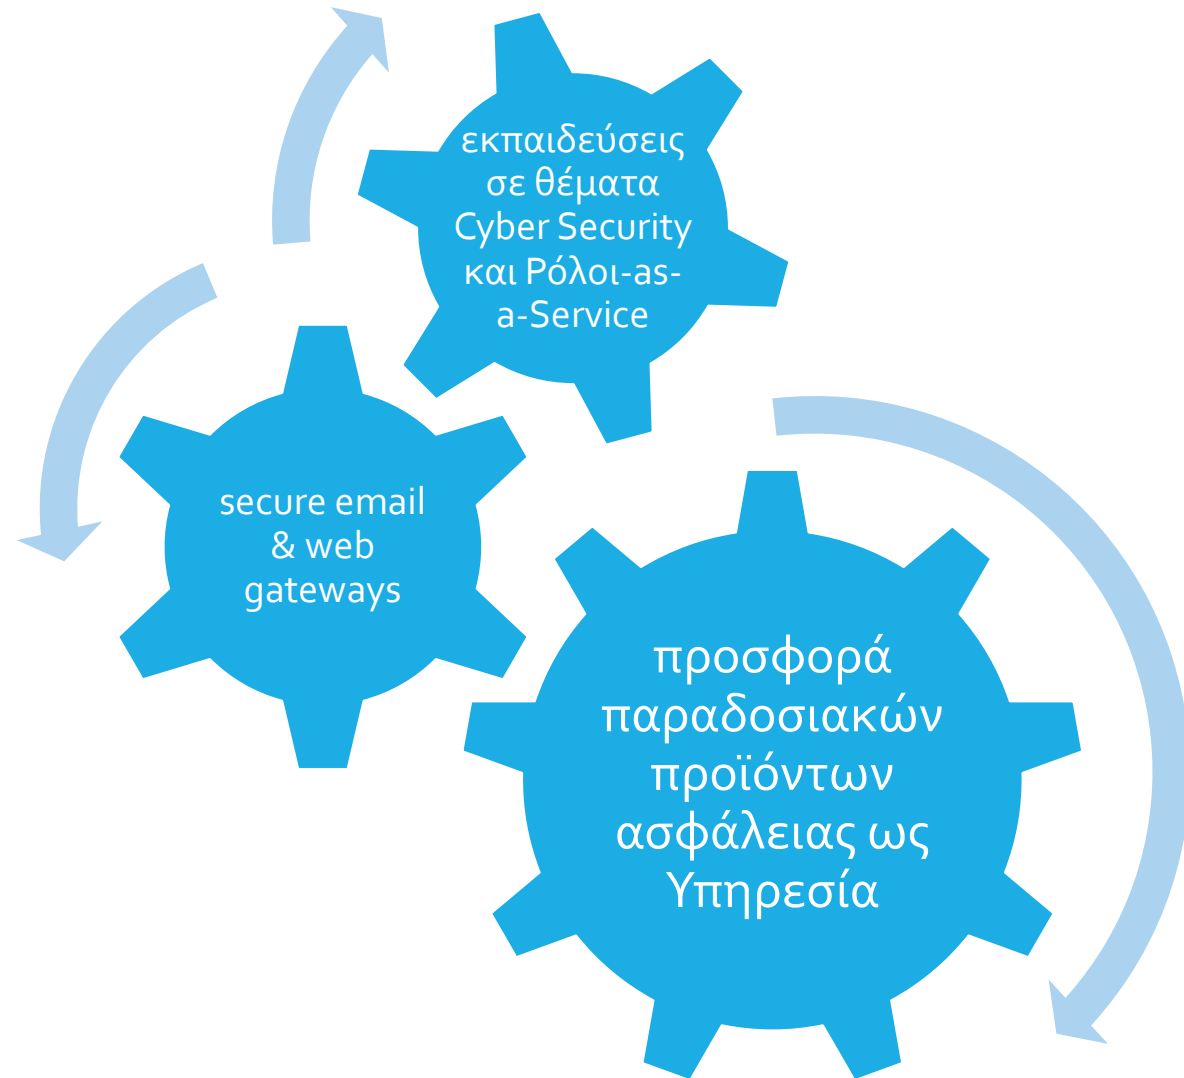 εκπαιδεύσεις
σε θέματα
Cyber Security
και Ρόλοι-as-
a-Service
secure email
& web
gateways
προσφορά
παραδοσιακών
προϊόντων
ασφάλειας ως
Υπηρεσία